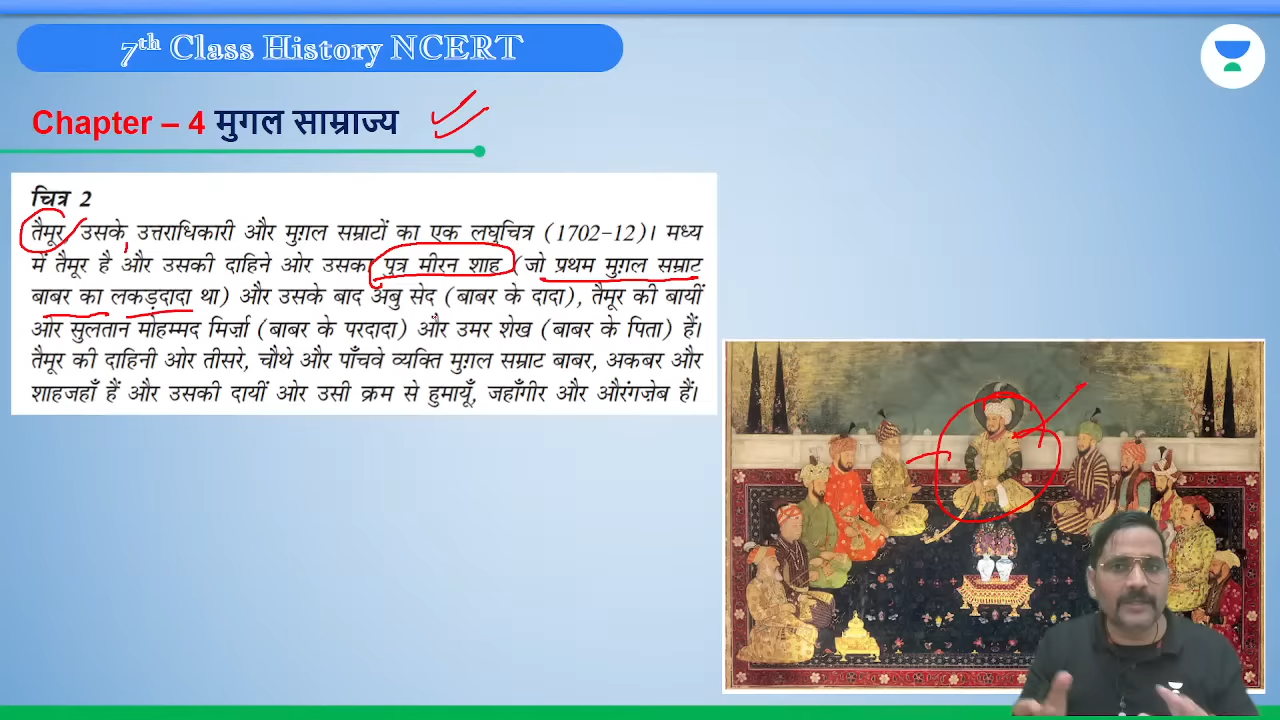 7th Class History NCERT
Chapter – 4 मुगल साम्राज्य
चित्र 2
तैमूर, उसके उत्तराधिकारी और मुग़ल सम्राटों का एक लघुचित्र (1702-12)। मध्य
में तैमूर है और उसकी दाहिने ओर उसका पुत्र मीरन शाह (जो प्रथम मुग़ल सम्राट
बाबर का लकड़दादा था) और उसके बाद अबु सेद (बाबर के दादा), तैमूर की बायीं
ओर सुलतान मोहम्मद मिर्जा (बाबर के परदादा) और उमर शेख (बाबर के पिता) हैं।
तैमूर की दाहिनी ओर तीसरे, चौथे और पाँचवे व्यक्ति मुग़ल सम्राट बाबर, अकबर और
शाहजहाँ हैं और उसकी दायीं ओर उसी क्रम से हुमायूँ, जहाँगीर और औरंगज़ेब हैं।